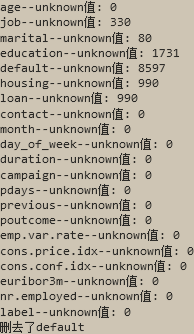 age--unknown值: 0
job--unknown值: 330
marital--unknown值: 80
education--unknown值: 1731
default--unknown值: 8597
housing--unknown值: 990
loan--unknown值: 990
contact--unknown值: 0
month--unknown值: 0
day_of_week--unknown值: 0
duration--unknown值: 0
campaign--unknown值: 0
pdays--unknown值: 0
previous--unknown值: 0
poutcome--unknown值: 0
emp.var.rate--unknown值: 0
cons.price.idx--unknown值: 0
cons.conf.idx--unknown值: 0
euribor3m--unknown值: 0
nr.employed--unknown值: 0
label--unknown值: 0
删去了default